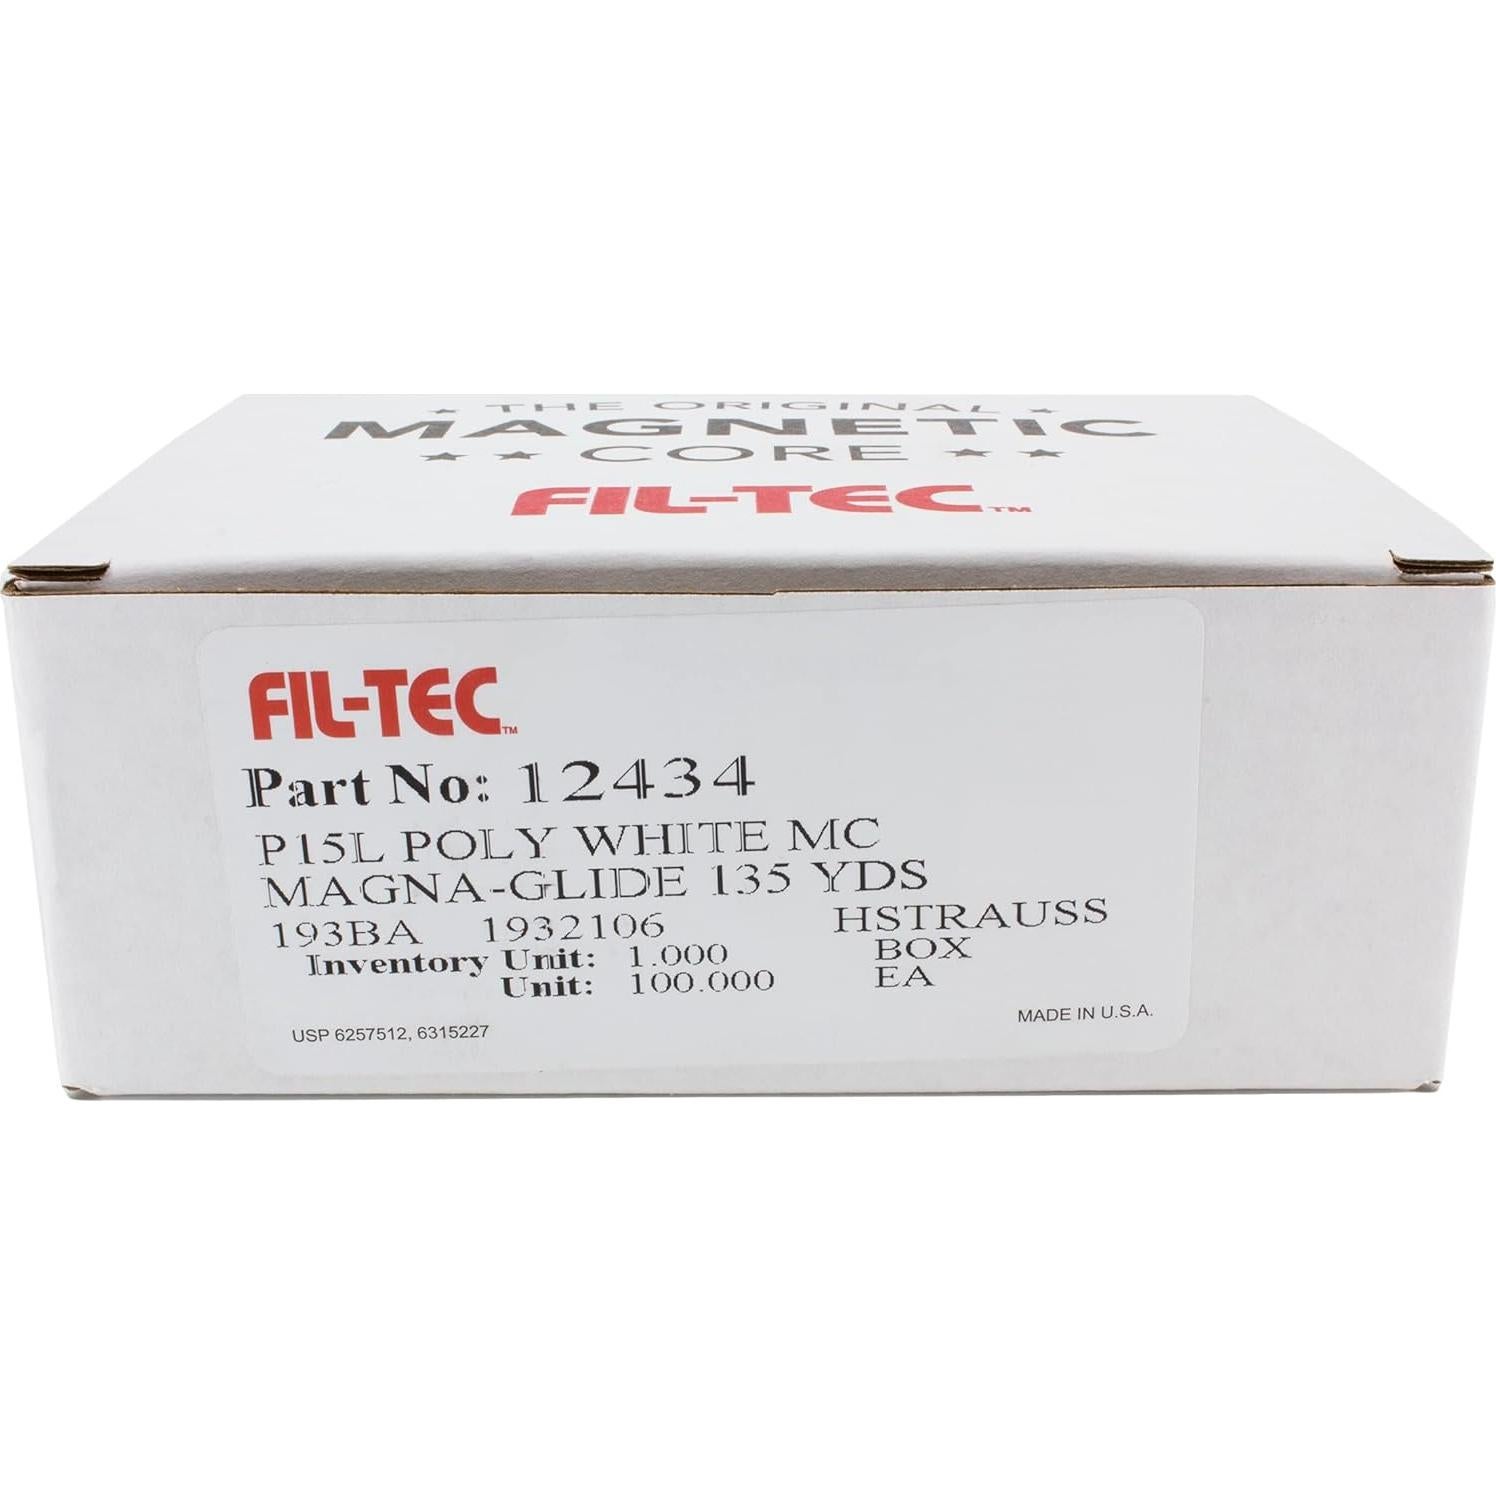 THE ORIGINAL
MAGNETIC
CORE
FIL-TEC™
FIL-TEC™
Part No: 12434
P15L POLY WHITE MC
MAGNA-GLIDE 135 YDS
193BA 1932106 HSTRAUSS
Inventory Unit: 1.000 BOX
Unit: 100.000 EA
USP 6257512, 6315227 MADE IN U.S.A.